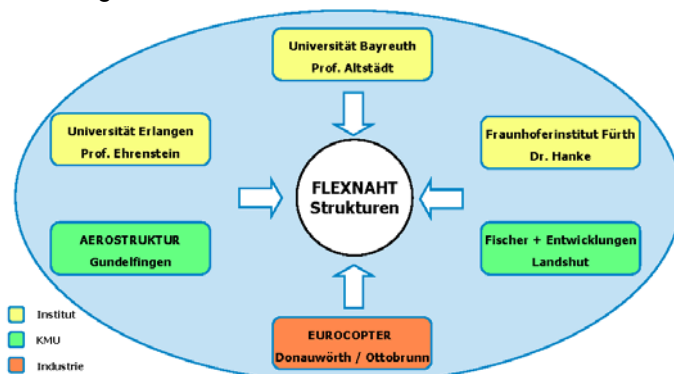 Universität Bayreuth
Prof. Altstädt
Universität Erlangen
Prof. Ehrenstein
Fraunhoferinstitut Fürth
Dr. Hanke
FLEXNAHT
Strukturen
AEROSTRUKTUR
Gundelfingen
Fischer + Entwicklungen
Landshut
EUROCOPTER
Donauwörth / Ottobrunn
Institut
KMU
Industrie